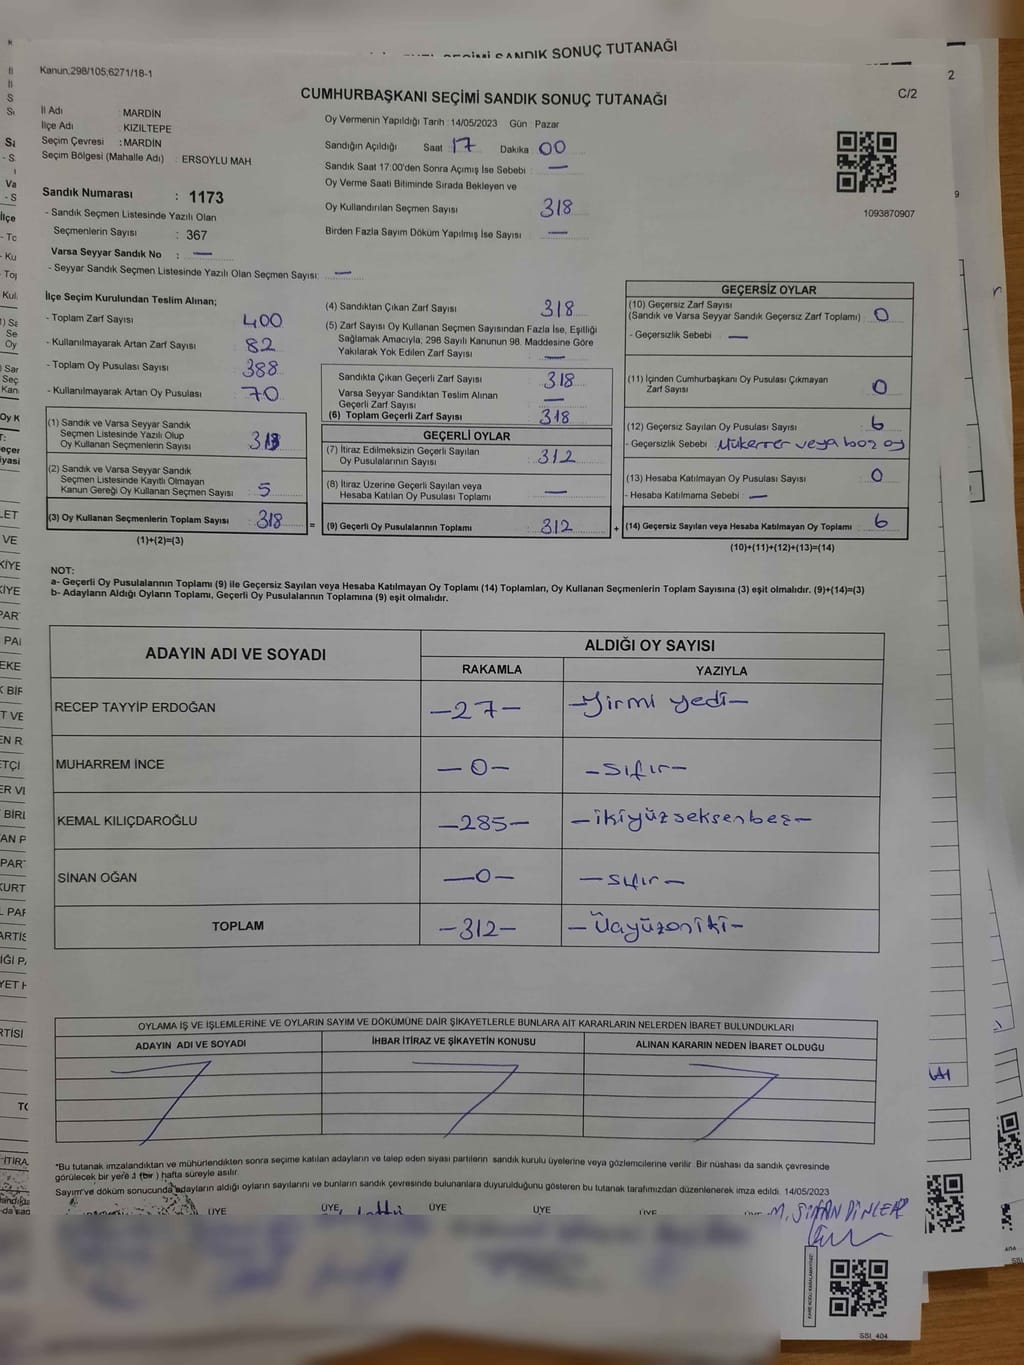 SEÇİMİ SANDIK SONUÇ TUTANAĞI
2
Kanun;298/105,6271/18-1
CUMHURBAŞKANI SEÇİMİ SANDIK SONUÇ TUTANAĞI
C/2
İl Adı : MARDİN
İlçe Adı : KIZILTEPE
Seçim Çevresi : MARDİN
Seçim Bölgesi (Mahalle Adı) : ERSOYLU MAH
Sandık Numarası : 1173
- Sandık Seçmen Listesinde Yazılı Olan
Seçmenlerin Sayısı : 367
Varsa Seyyar Sandık No : —
- Seyyar Sandık Seçmen Listesinde Yazılı Olan Seçmen Sayısı: —
Oy Vermenin Yapıldığı Tarih : 14/05/2023 Gün : Pazar
Sandığın Açıldığı Saat 17 Dakika 00
Sandık Saat 17:00'den Sonra Açımış İse Sebebi : —
Oy Verme Saati Bitiminde Sırada Bekleyen ve
Oy Kullandırılan Seçmen Sayısı 318
Birden Fazla Sayım Döküm Yapılmış İse Sayısı —
1093870907
İlçe Seçim Kurulundan Teslim Alınan;
- Toplam Zarf Sayısı 400
- Kullanılmayarak Artan Zarf Sayısı : 82
- Toplam Oy Pusulası Sayısı : 388
- Kullanılmayarak Artan Oy Pusulası : 70
(1) Sandık ve Varsa Seyyar Sandık
Seçmen Listesinde Yazılı Olup
Oy Kullanan Seçmenlerin Sayısı
(2) Sandık ve Varsa Seyyar Sandık
Seçmen Listesinde Kayıtlı Olmayan
Kanun Gereği Oy Kullanan Seçmen Sayısı : 5
(3) Oy Kullanan Seçmenlerin Toplam Sayısı : 318
=
(1)+(2)=(3)
(4) Sandıktan Çıkan Zarf Sayısı 318
(5) Zarf Sayısı Oy Kullanan Seçmen Sayısından Fazla İse, Eşitliği
Sağlamak Amacıyla, 298 Sayılı Kanunun 98. Maddesine Göre
Yakılarak Yok Edilen Zarf Sayısı : —
Sandıkta Çıkan Geçerli Zarf Sayısı : 318
Varsa Seyyar Sandıktan Teslim Alınan
Geçerli Zarf Sayısı : —
(6) Toplam Geçerli Zarf Sayısı : 318
GEÇERLİ OYLAR
(7) İtiraz Edilmeksizin Geçerli Sayılan
Oy Pusulalarının Sayısı : 312
(8) İtiraz Üzerine Geçerli Sayılan veya
Hesaba Katılan Oy Pusulası Toplamı : —
(9) Geçerli Oy Pusulalarının Toplamı : 312
+
GEÇERSİZ OYLAR
(10) Geçersiz Zarf Sayısı
(Sandık ve Varsa Seyyar Sandık Geçersiz Zarf Toplamı) : 0
- Geçersizlik Sebebi : —
(11) İçinden Cumhurbaşkanı Oy Pusulası Çıkmayan
Zarf Sayısı : 0
(12) Geçersiz Sayılan Oy Pusulası Sayısı : 6
- Geçersizlik Sebebi : Mükerrer veya boş oy
(13) Hesaba Katılmayan Oy Pusulası Sayısı : 0
- Hesaba Katılmama Sebebi : —
(14) Geçersiz Sayılan veya Hesaba Katılmayan Oy Toplamı : 6
(10)+(11)+(12)+(13)=(14)
NOT:
a- Geçerli Oy Pusulalarının Toplamı (9) ile Geçersiz Sayılan veya Hesaba Katılmayan Oy Toplamı (14) Toplamları, Oy Kullanan Seçmenlerin Toplam Sayısına (3) eşit olmalıdır. (9)+(14)=(3)
b- Adayların Aldığı Oyların Toplamı, Geçerli Oy Pusulalarının Toplamına (9) eşit olmalıdır.
ADAYIN ADI VE SOYADI
ALDIĞI OY SAYISI
RAKAMLA YAZIYLA
RECEP TAYYİP ERDOĞAN —27— —Yirmi yedi—
MUHARREM İNCE —0— —sıfır—
KEMAL KILIÇDAROĞLU —285— —ikiyüzseksenbeş—
SİNAN OĞAN —0— —sıfır—
TOPLAM —312— —Üçyüzoniki—
OYLAMA İŞ VE İŞLEMLERİNE VE OYLARIN SAYIM VE DÖKÜMÜNE DAİR ŞİKAYETLERLE BUNLARA AİT KARARLARIN NELERDEN İBARET BULUNDUKLARI
ADAYIN ADI VE SOYADI İHBAR İTİRAZ VE ŞİKAYETİN KONUSU ALINAN KARARIN NEDEN İBARET OLDUĞU
*Bu tutanak imzalandıktan ve mühürlendikten sonra seçime katılan adayların ve talep eden siyasi partilerin sandık kurulu üyelerine veya gözlemcilerine verilir. Bir nüshası da sandık çevresinde
görülecek bir yere 1 (bir) hafta süreyle asılır.
Sayım ve döküm sonucunda adayların aldığı oyların sayılarını ve bunların sandık çevresinde bulunanlara duyurulduğunu gösteren bu tutanak tarafımızdan düzenlenerek imza edildi. 14/05/2023
ÜYE ÜYE ÜYE ÜYE ÜYE
SSI_404